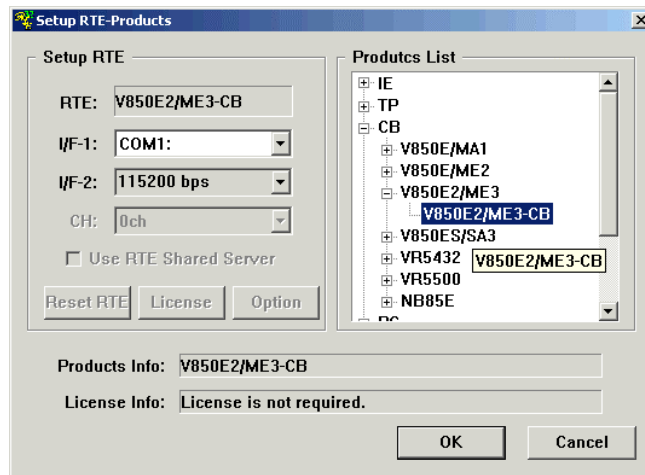 Setup RTE-Products
Setup RTE
RTE: V850E2/ME3-CB
I/F-1: COM1:
I/F-2: 115200 bps
CH: 0ch
Use RTE Shared Server
Reset RTE License Option
Produtcs List
IE
TP
CB
V850E/MA1
V850E/ME2
V850E2/ME3
V850E2/ME3-CB
V850ES/SA3
VR5432
V850E2/ME3-CB
VR5500
NB85E
Products Info: V850E2/ME3-CB
License Info: License is not required.
OK Cancel